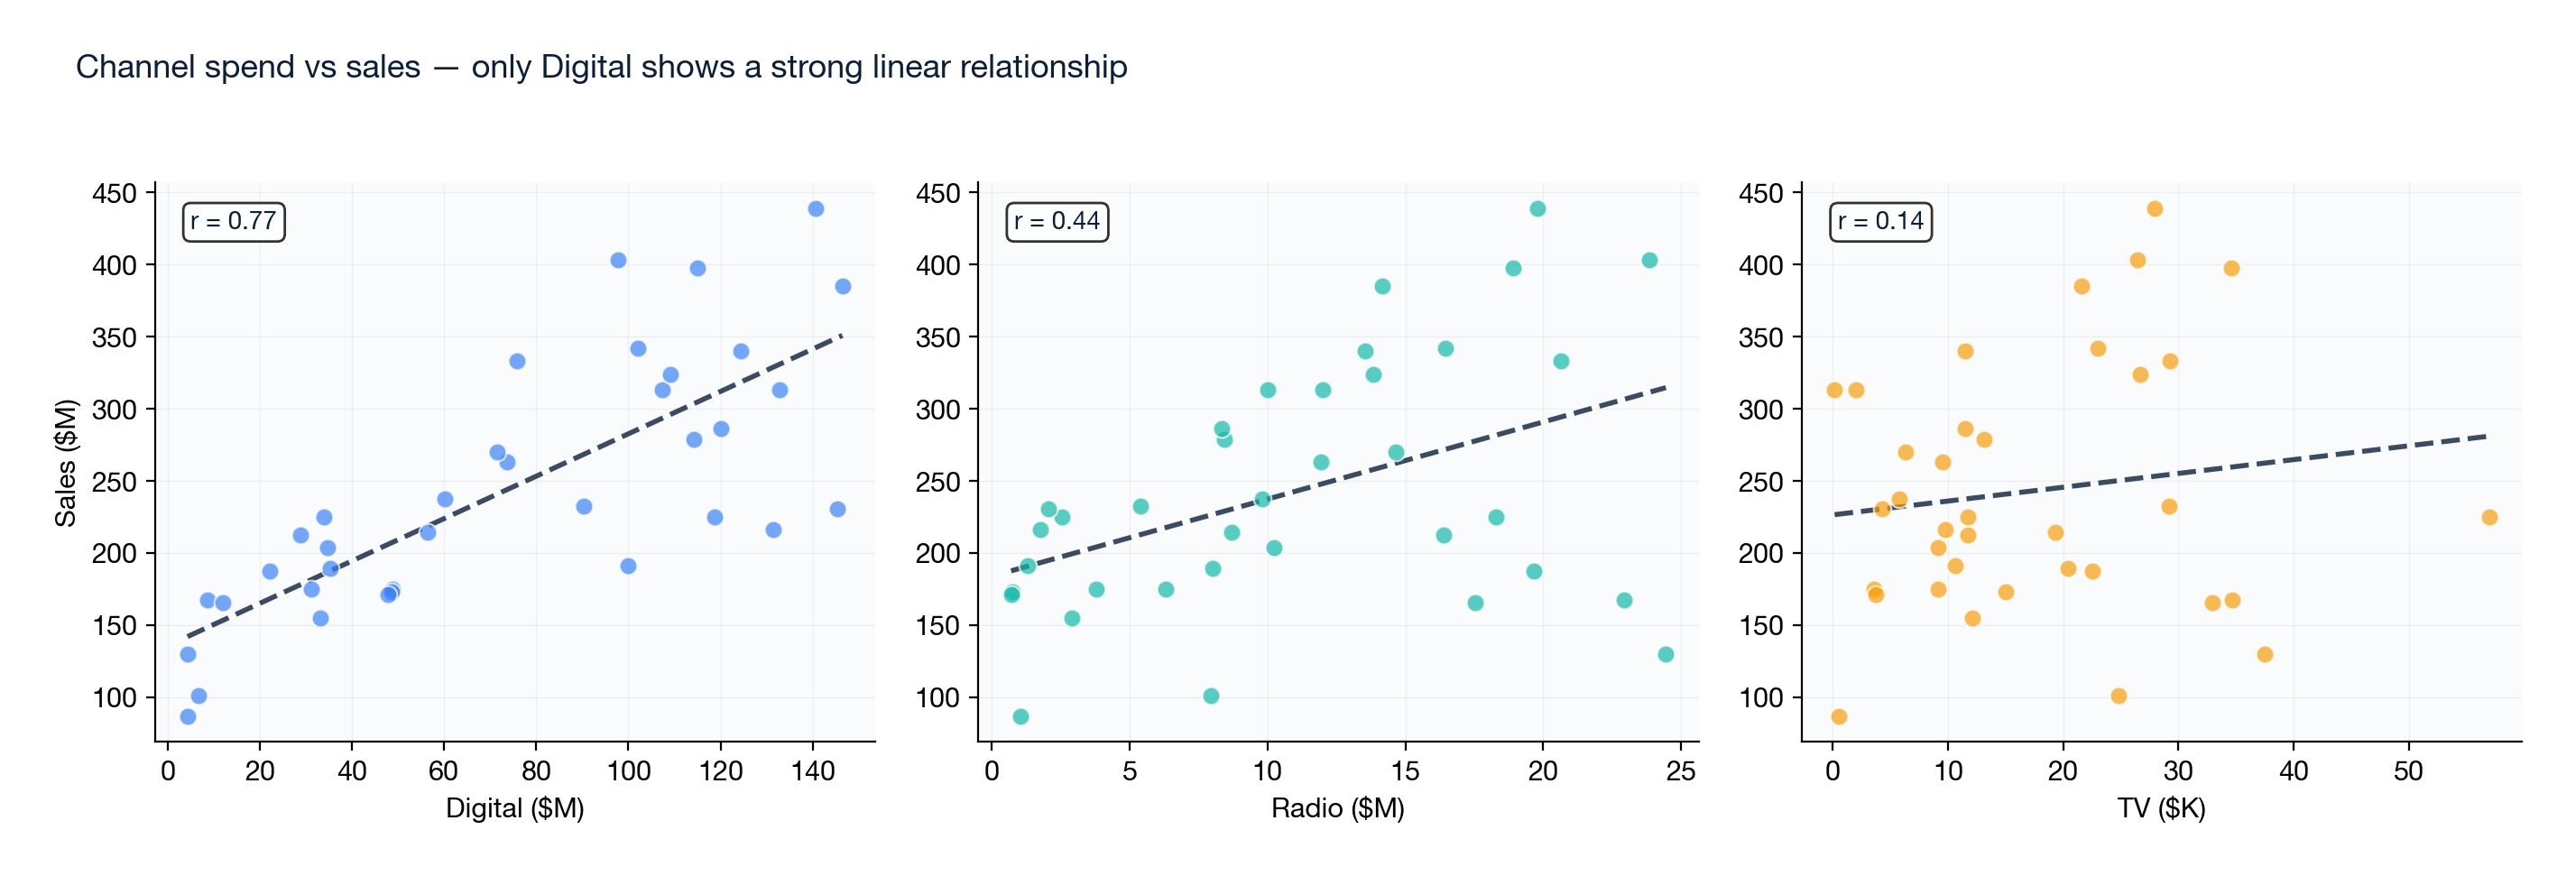 Channel spend vs sales — only Digital shows a strong linear relationship
Sales ($M)
450
400
350
300
250
200
150
100
r = 0.77
0 20 40 60 80 100 120 140
Digital ($M)
450
400
350
300
250
200
150
100
r = 0.44
0 5 10 15 20 25
Radio ($M)
450
400
350
300
250
200
150
100
r = 0.14
0 10 20 30 40 50
TV ($K)